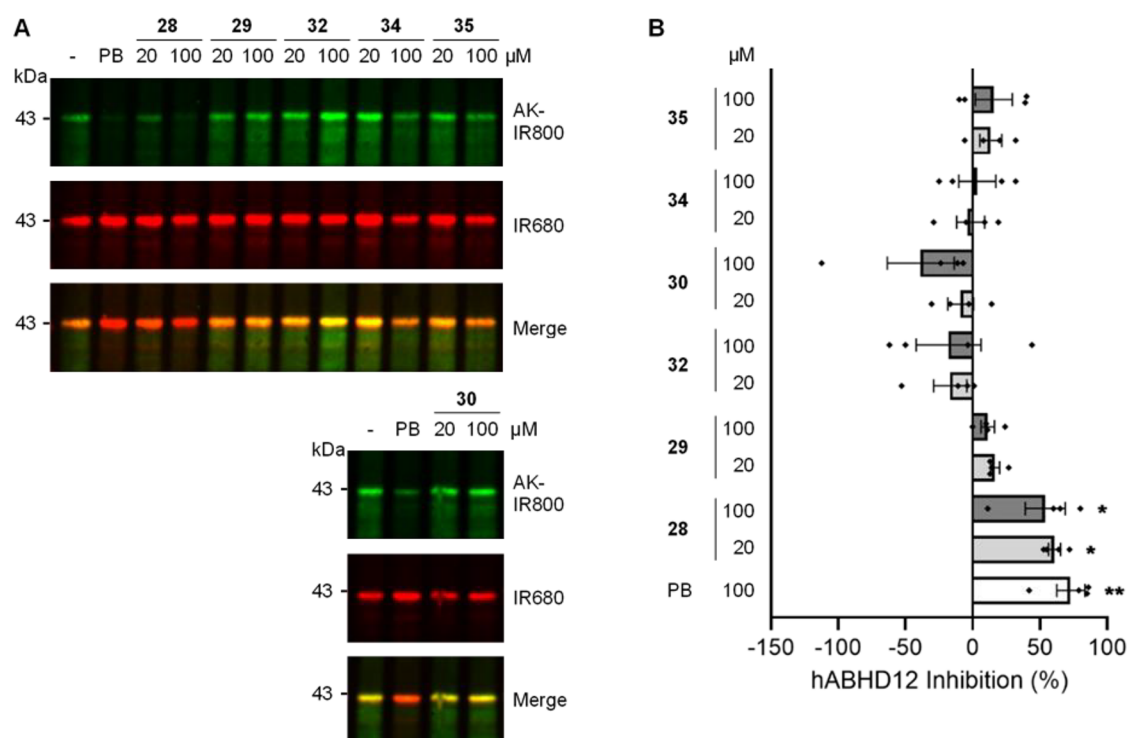 A
28 29 32 34 35
- PB 20 100 20 100 20 100 20 100 20 100 µM
kDa
43 AK-
IR800
43 IR680
43 Merge
30
- PB 20 100 µM
kDa
43 AK-
IR800
43 IR680
43 Merge
B
µM
35 100
20
34 100
20
30 100
20
32 100
20
29 100
20
28 100 *
20 *
PB 100 **
-150 -100 -50 0 50 100
hABHD12 Inhibition (%)